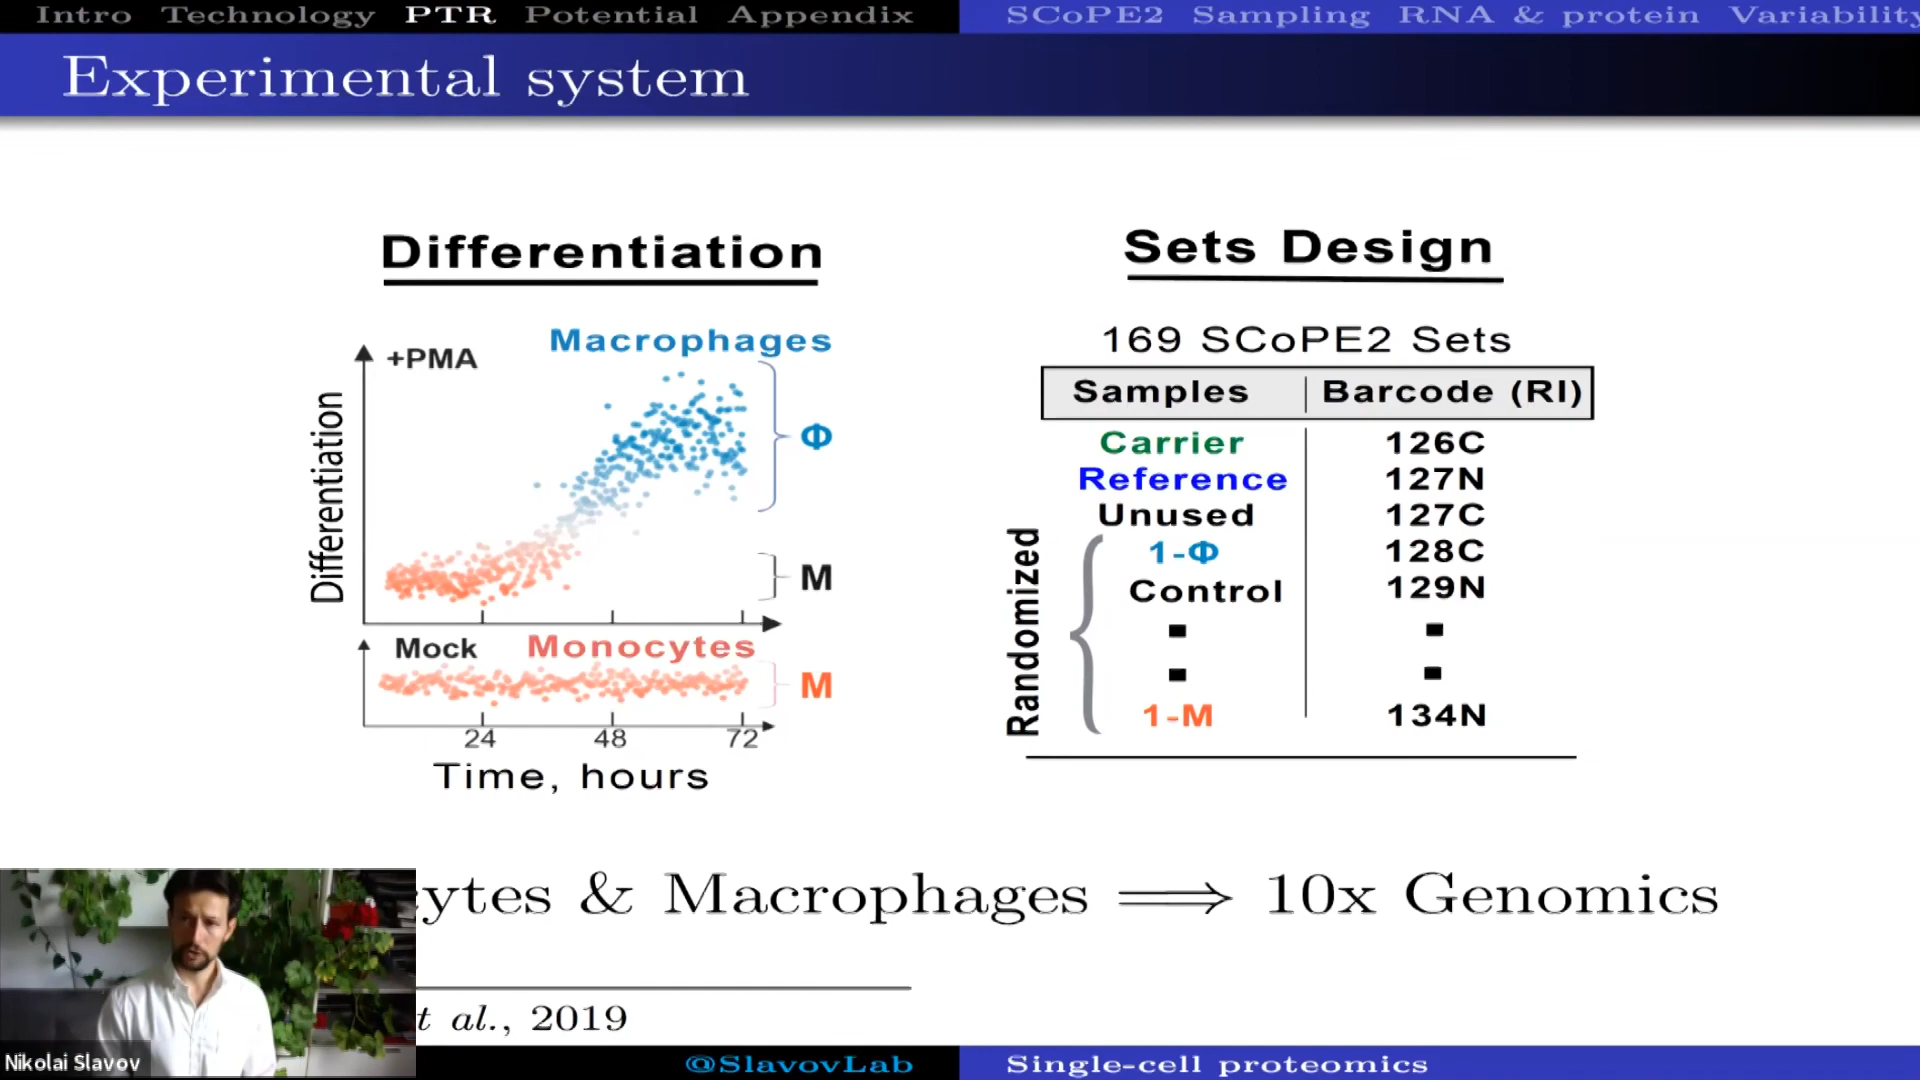 Intro Technology PTR Potential Appendix
SCoPE2 Sampling RNA & protein Variability
Experimental system
Differentiation
+PMA
Macrophages
Φ
Differentiation
M
Mock
Monocytes
M
24 48 72
Time, hours
Sets Design
169 SCoPE2 Sets
Samples Barcode (RI)
Carrier 126C
Reference 127N
Unused 127C
1-Φ 128C
Control 129N
1-M 134N
Randomized
& Macrophages ⟹ 10x Genomics
al., 2019
Nikolai Slavov
@SlavovLab
Single-cell proteomics